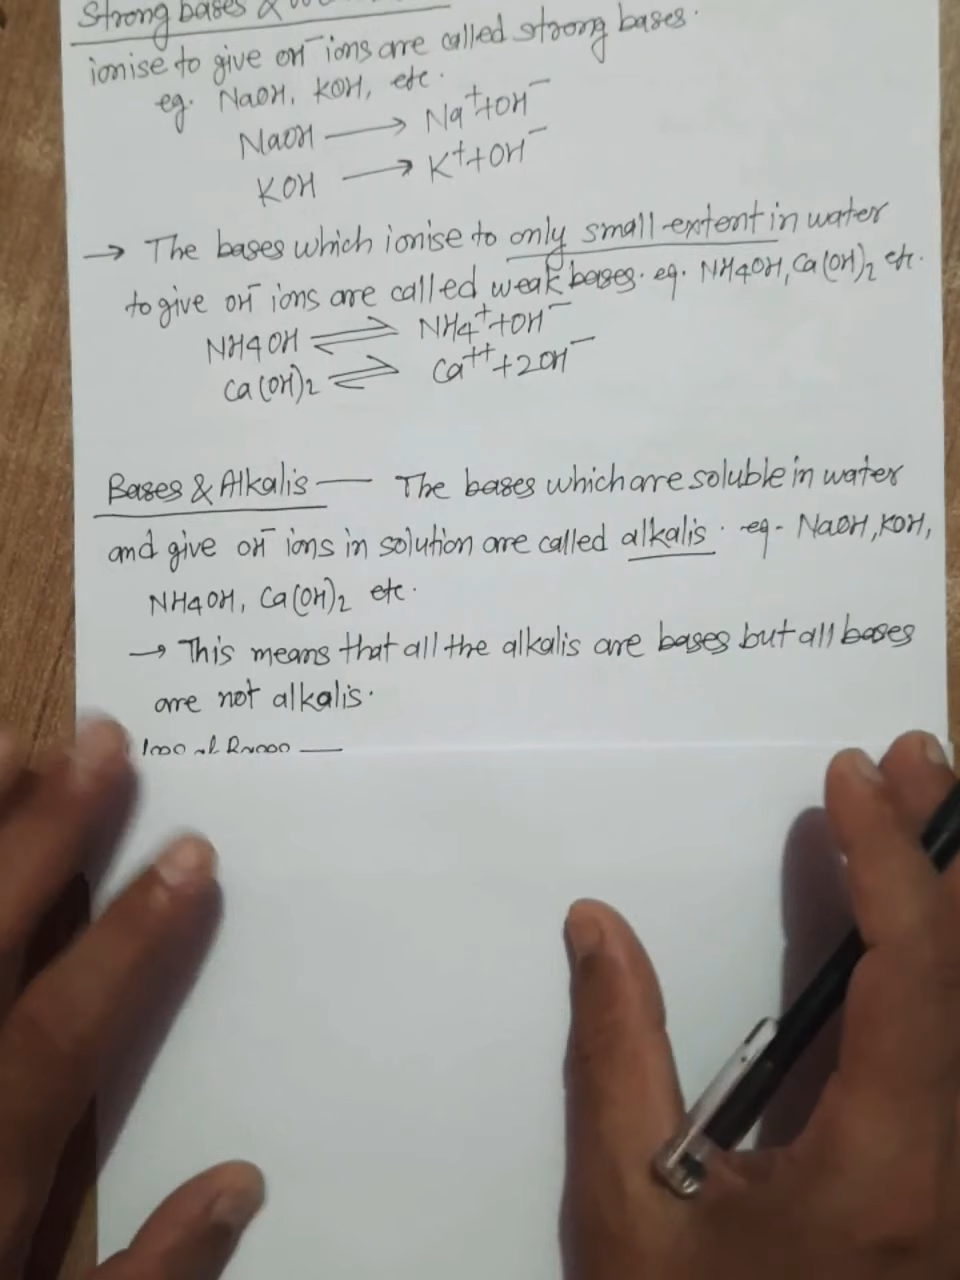 Strong bases &
ionise to give OH⁻ ions are called strong bases.
eg. NaOH, KOH, etc.
NaOH ⟶ Na⁺+OH⁻
KOH ⟶ K⁺+OH⁻
→ The bases which ionise to only small extent in water
to give OH⁻ ions are called weak bases. eg. NH4OH, Ca(OH)₂ etc.
NH4OH ⇌ NH4⁺+OH⁻
Ca(OH)₂ ⇌ Ca⁺⁺+2OH⁻
Bases & Alkalis — The bases which are soluble in water
and give OH⁻ ions in solution are called alkalis. eg- NaOH, KOH,
NH4OH, Ca(OH)₂ etc.
→ This means that all the alkalis are bases but all bases
are not alkalis.